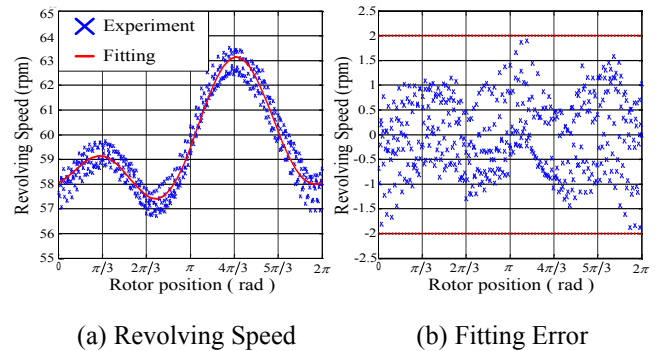 Experiment
Fitting
65
64
63
62
61
60
59
58
57
56
55
Revolving Speed (rpm)
0
π/3
2π/3
π
4π/3
5π/3
2π
Rotor position ( rad )
(a) Revolving Speed
2.5
2
1.5
1
0.5
0
-0.5
-1
-1.5
-2
-2.5
Revolving Speed (rpm)
0
π/3
2π/3
π
4π/3
5π/3
2π
Rotor position ( rad )
(b) Fitting Error